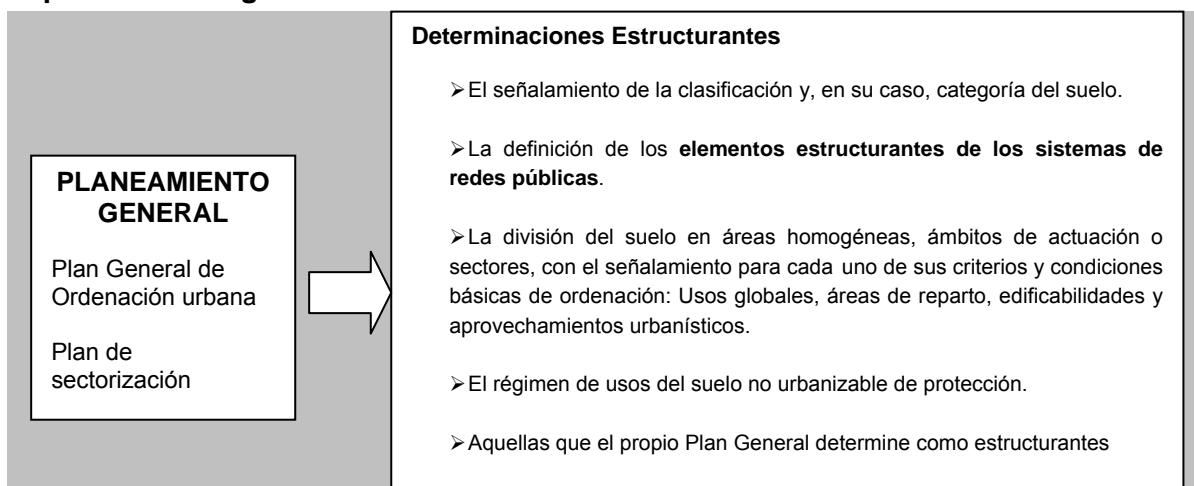 PLANEAMIENTO
GENERAL
Plan General de
Ordenación urbana
Plan de
sectorización
Determinaciones Estructurantes
➢El señalamiento de la clasificación y, en su caso, categoría del suelo.
➢La definición de los elementos estructurantes de los sistemas de
redes públicas.
➢La división del suelo en áreas homogéneas, ámbitos de actuación o
sectores, con el señalamiento para cada uno de sus criterios y condiciones
básicas de ordenación: Usos globales, áreas de reparto, edificabilidades y
aprovechamientos urbanísticos.
➢El régimen de usos del suelo no urbanizable de protección.
➢Aquellas que el propio Plan General determine como estructurantes